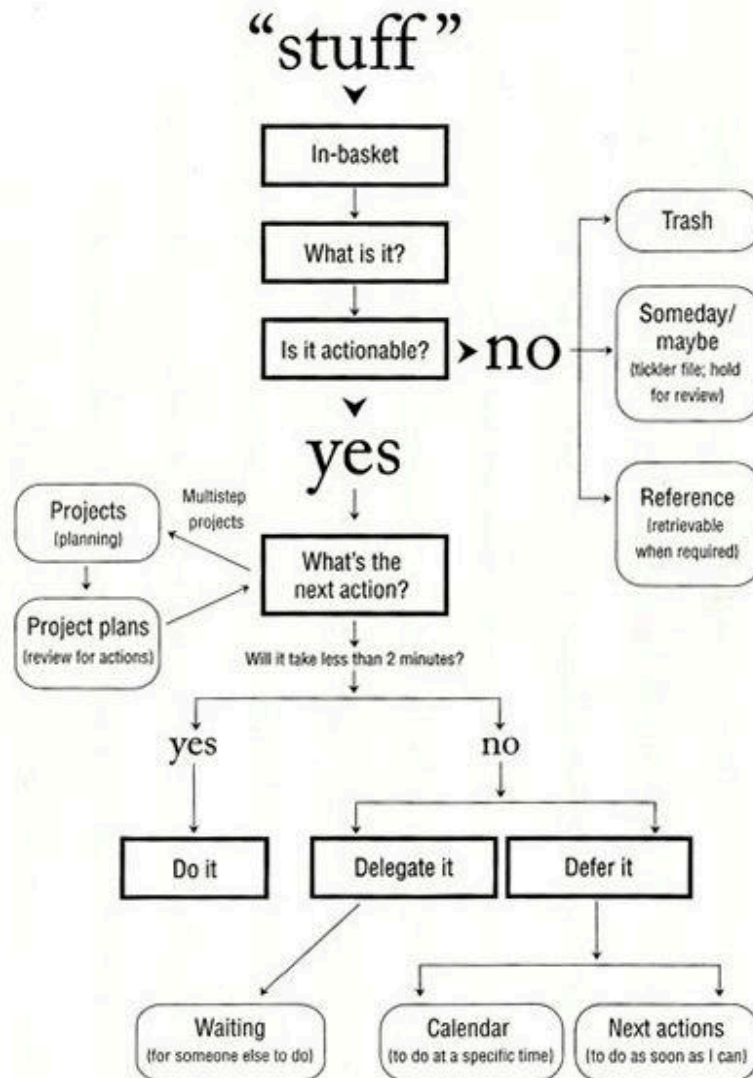 “stuff”
In-basket
What is it?
Is it actionable?
no
Trash
Someday/
maybe
(tickler file; hold
for review)
Reference
(retrievable
when required)
yes
Multistep
projects
Projects
(planning)
Project plans
(review for actions)
What's the
next action?
Will it take less than 2 minutes?
yes
no
Do it
Delegate it
Defer it
Waiting
(for someone else to do)
Calendar
(to do at a specific time)
Next actions
(to do as soon as I can)